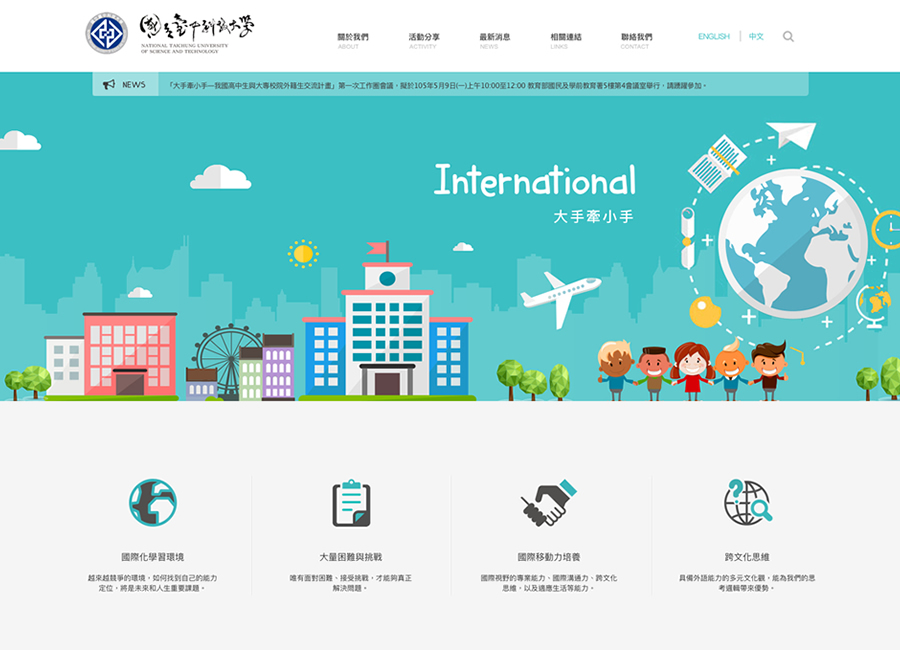 國立臺中科技大學
NATIONAL TAICHUNG UNIVERSITY
OF SCIENCE AND TECHNOLOGY
關於我們 活動分享 最新消息 相關連結 聯絡我們
ABOUT ACTIVITY NEWS LINKS CONTACT
ENGLISH 中文
NEWS 「大手牽小手—我國高中生與大專校院外籍生交流計畫」第一次工作圈會議，擬於105年5月9日(一)上午10:00至12:00 教育部國民及學前教育署5樓第4會議室舉行，請踴躍參加。
International
大手牽小手
國際化學習環境
越來越競爭的環境，如何找到自己的能力
定位，將是未來和人生重要課題。
大量困難與挑戰
唯有面對困難、接受挑戰，才能夠真正
解決問題。
國際移動力培養
國際視野的專業能力、國際溝通力、跨文化
思維，以及適應生活等能力。
跨文化思維
具備外語能力的多元文化觀，能為我們的思
考邏輯帶來優勢。